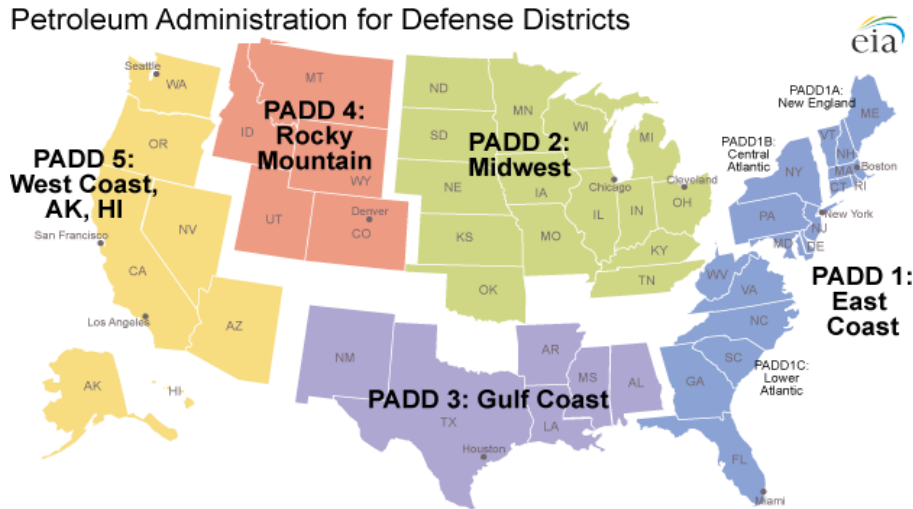 Petroleum Administration for Defense Districts
eia
Seattle
WA
MT
ND
MN
ME
PADD1A:
New England
PADD 4:
Rocky
Mountain
ID
OR
SD
WI
MI
VT
NH
PADD 2:
Midwest
PADD1B:
Central
Atlantic
NY
MA
Boston
PADD 5:
West Coast,
AK, HI
WY
NE
IA
Chicago
Cleveland
CT
RI
UT
Denver
CO
IL
IN
OH
PA
New York
NJ
San Francisco
NV
KS
MO
KY
MD
DE
CA
OK
TN
WV
VA
PADD 1:
East
Coast
Los Angeles
AZ
NC
NM
AR
SC
PADD1C:
Lower
Atlantic
AK
HI
MS
AL
GA
PADD 3: Gulf Coast
TX
LA
Houston
FL
Miami